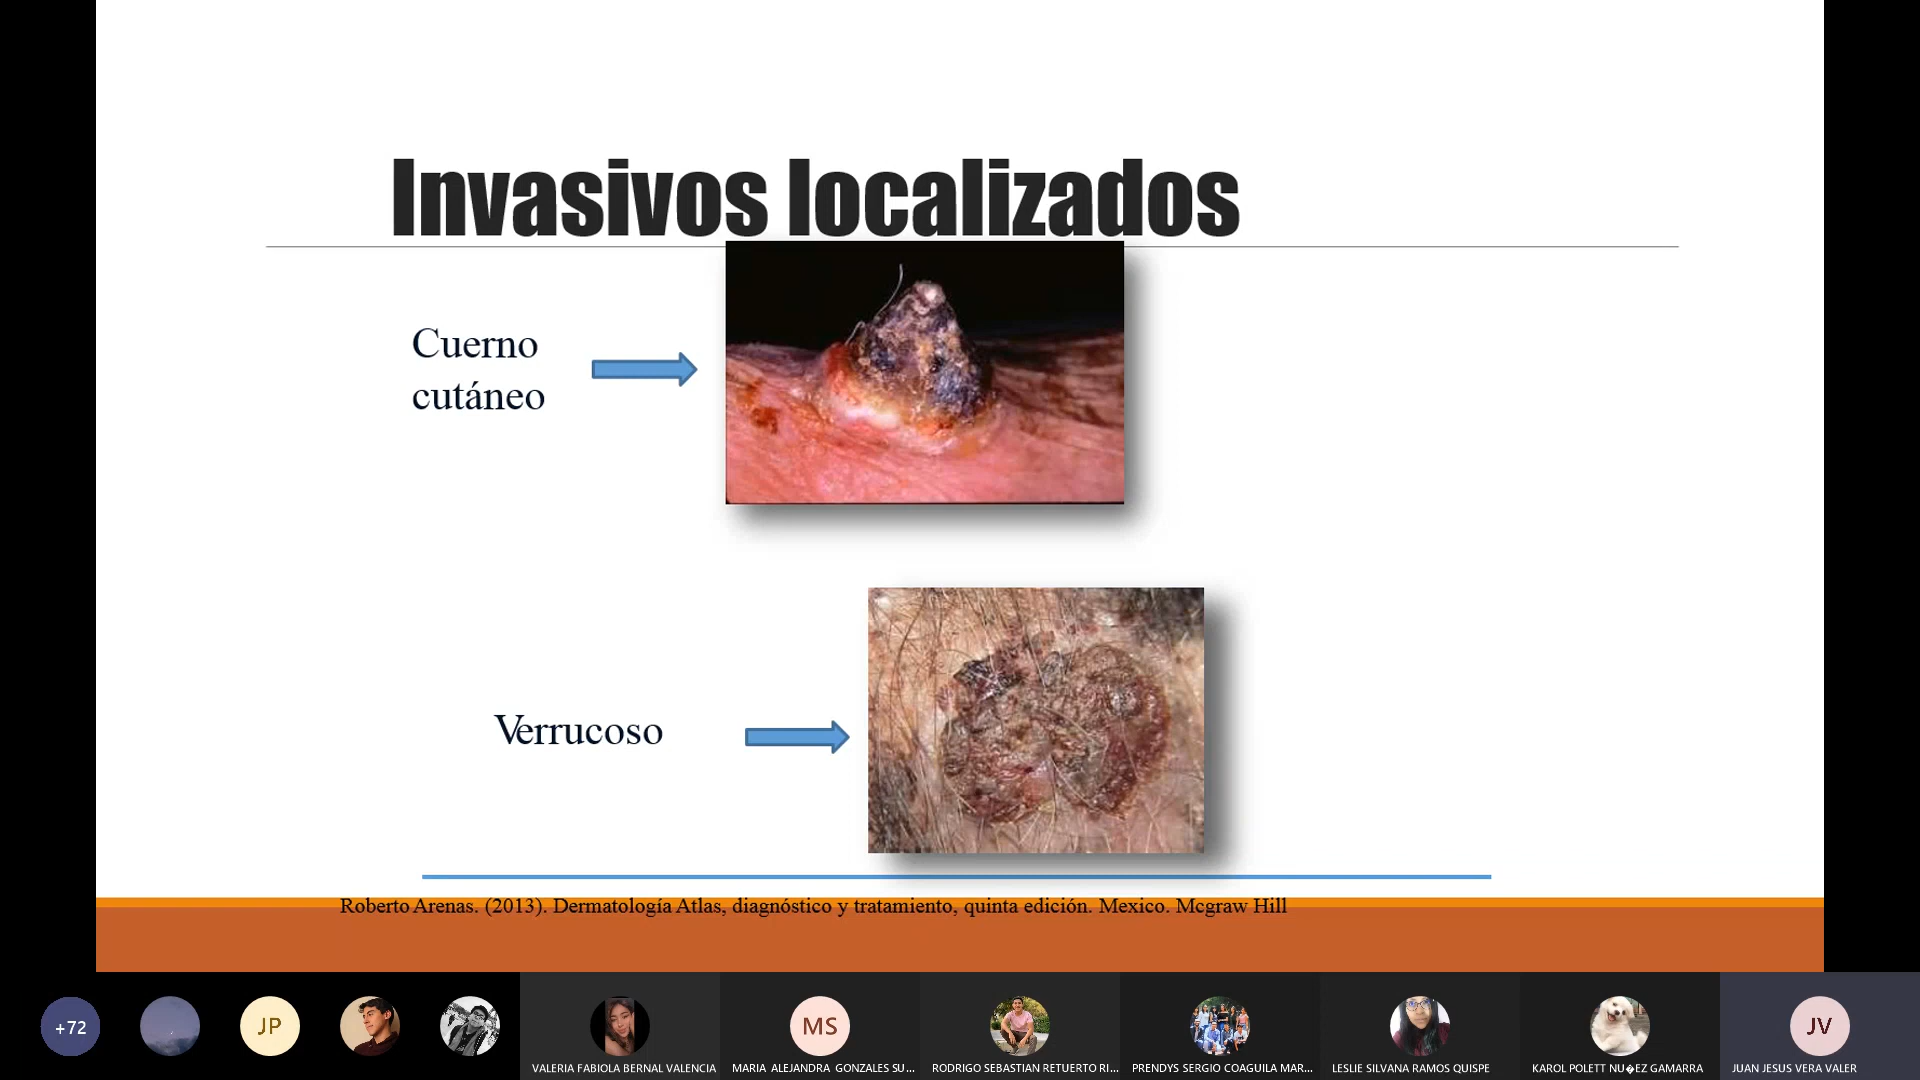 Invasivos localizados
Cuerno
cutáneo
Verrucoso
Roberto Arenas. (2013). Dermatología Atlas, diagnóstico y tratamiento, quinta edición. Mexico. Mcgraw Hill
+72
JP
MS
JV
VALERIA FABIOLA BERNAL VALENCIA
MARIA ALEJANDRA GONZALES SU...
RODRIGO SEBASTIAN RETUERTO RI...
PRENDYS SERGIO COAGUILA MAR...
LESLIE SILVANA RAMOS QUISPE
KAROL POLETT NU�EZ GAMARRA
JUAN JESUS VERA VALER